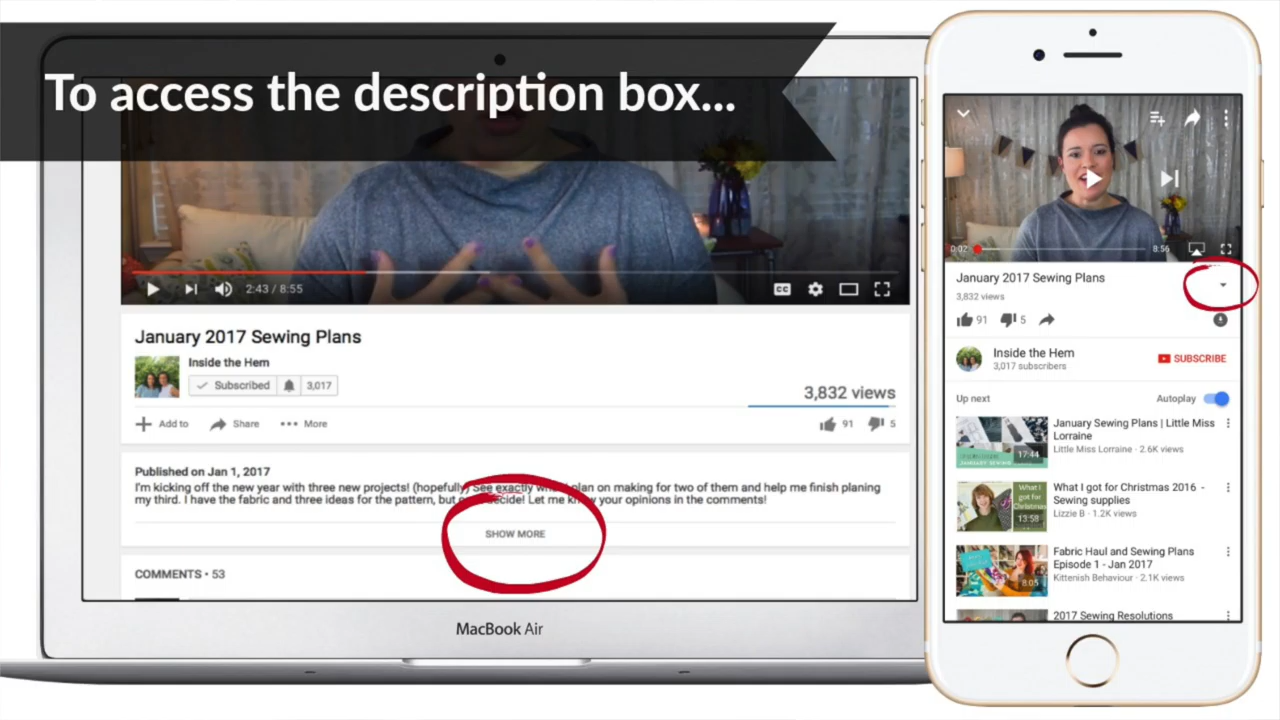 To access the description box...
2:43 / 8:55
CC
January 2017 Sewing Plans
Inside the Hem
Subscribed 3,017
3,832 views
Add to Share More
91 5
Published on Jan 1, 2017
I'm kicking off the new year with three new projects! (hopefully) See exactly what I plan on making for two of them and help me finish planing
my third. I have the fabric and three ideas for the pattern, but can't decide! Let me know your opinions in the comments!
SHOW MORE
COMMENTS • 53
MacBook Air
0:02 8:56
January 2017 Sewing Plans
3,832 views
91 5
Inside the Hem
3,017 subscribers
SUBSCRIBE
Up next Autoplay
January Sewing Plans | Little Miss
Lorraine
Little Miss Lorraine · 2.6K views
17:44
What I got for Christmas 2016 -
Sewing supplies
Lizzie B · 1.2K views
What I
got for
Christmas
13:58
Fabric Haul and Sewing Plans
Episode 1 - Jan 2017
Kittenish Behaviour · 2.1K views
8:05
2017 Sewing Resolutions